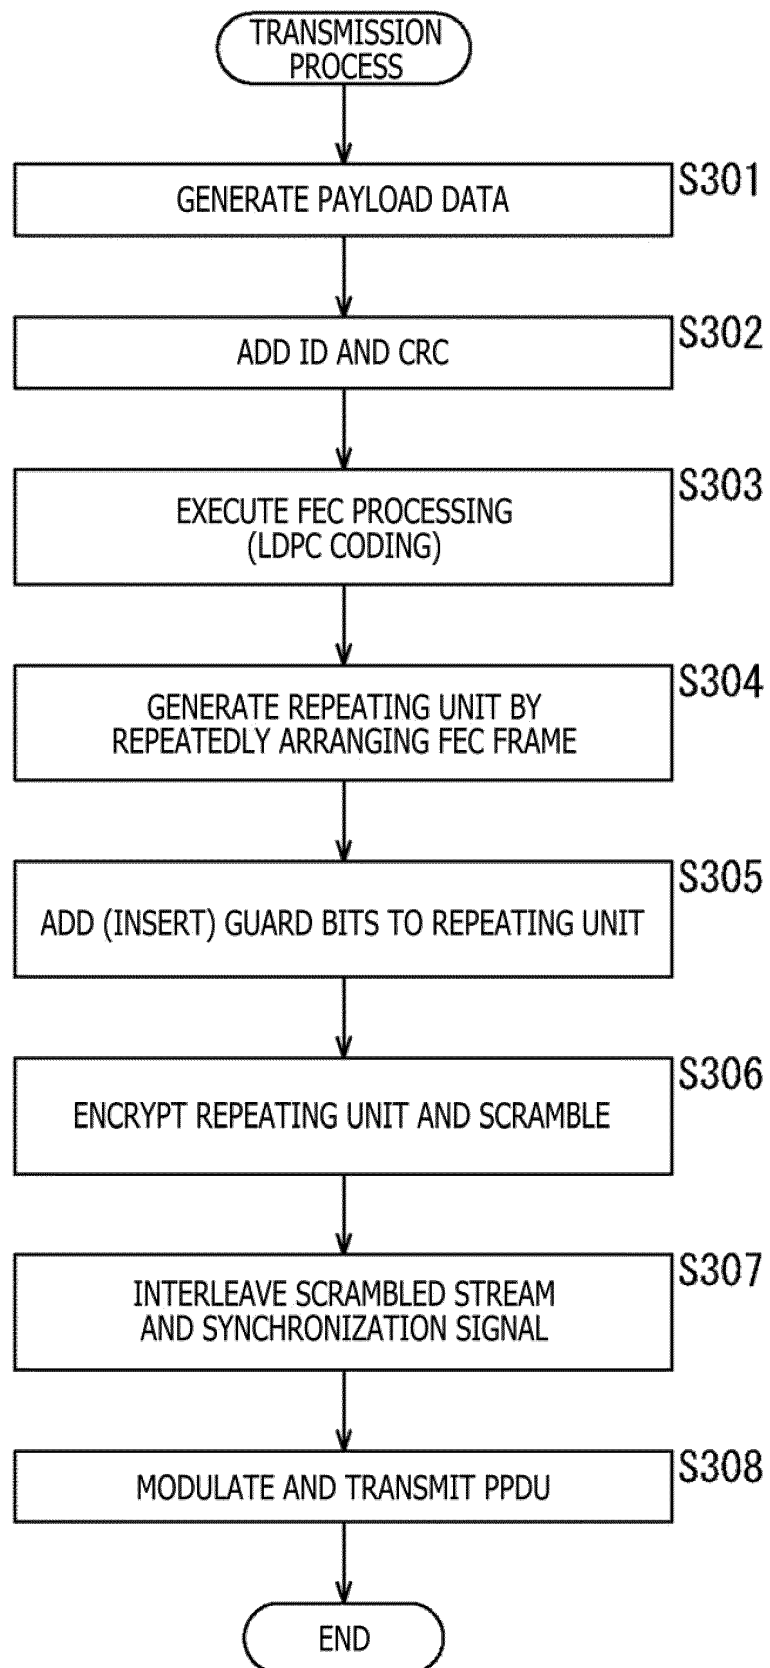 TRANSMISSION
PROCESS
S301
GENERATE PAYLOAD DATA
S302
ADD ID AND CRC
S303
EXECUTE FEC PROCESSING
(LDPC CODING)
S304
GENERATE REPEATING UNIT BY
REPEATEDLY ARRANGING FEC FRAME
S305
ADD (INSERT) GUARD BITS TO REPEATING UNIT
S306
ENCRYPT REPEATING UNIT AND SCRAMBLE
S307
INTERLEAVE SCRAMBLED STREAM
AND SYNCHRONIZATION SIGNAL
S308
MODULATE AND TRANSMIT PPDU
END